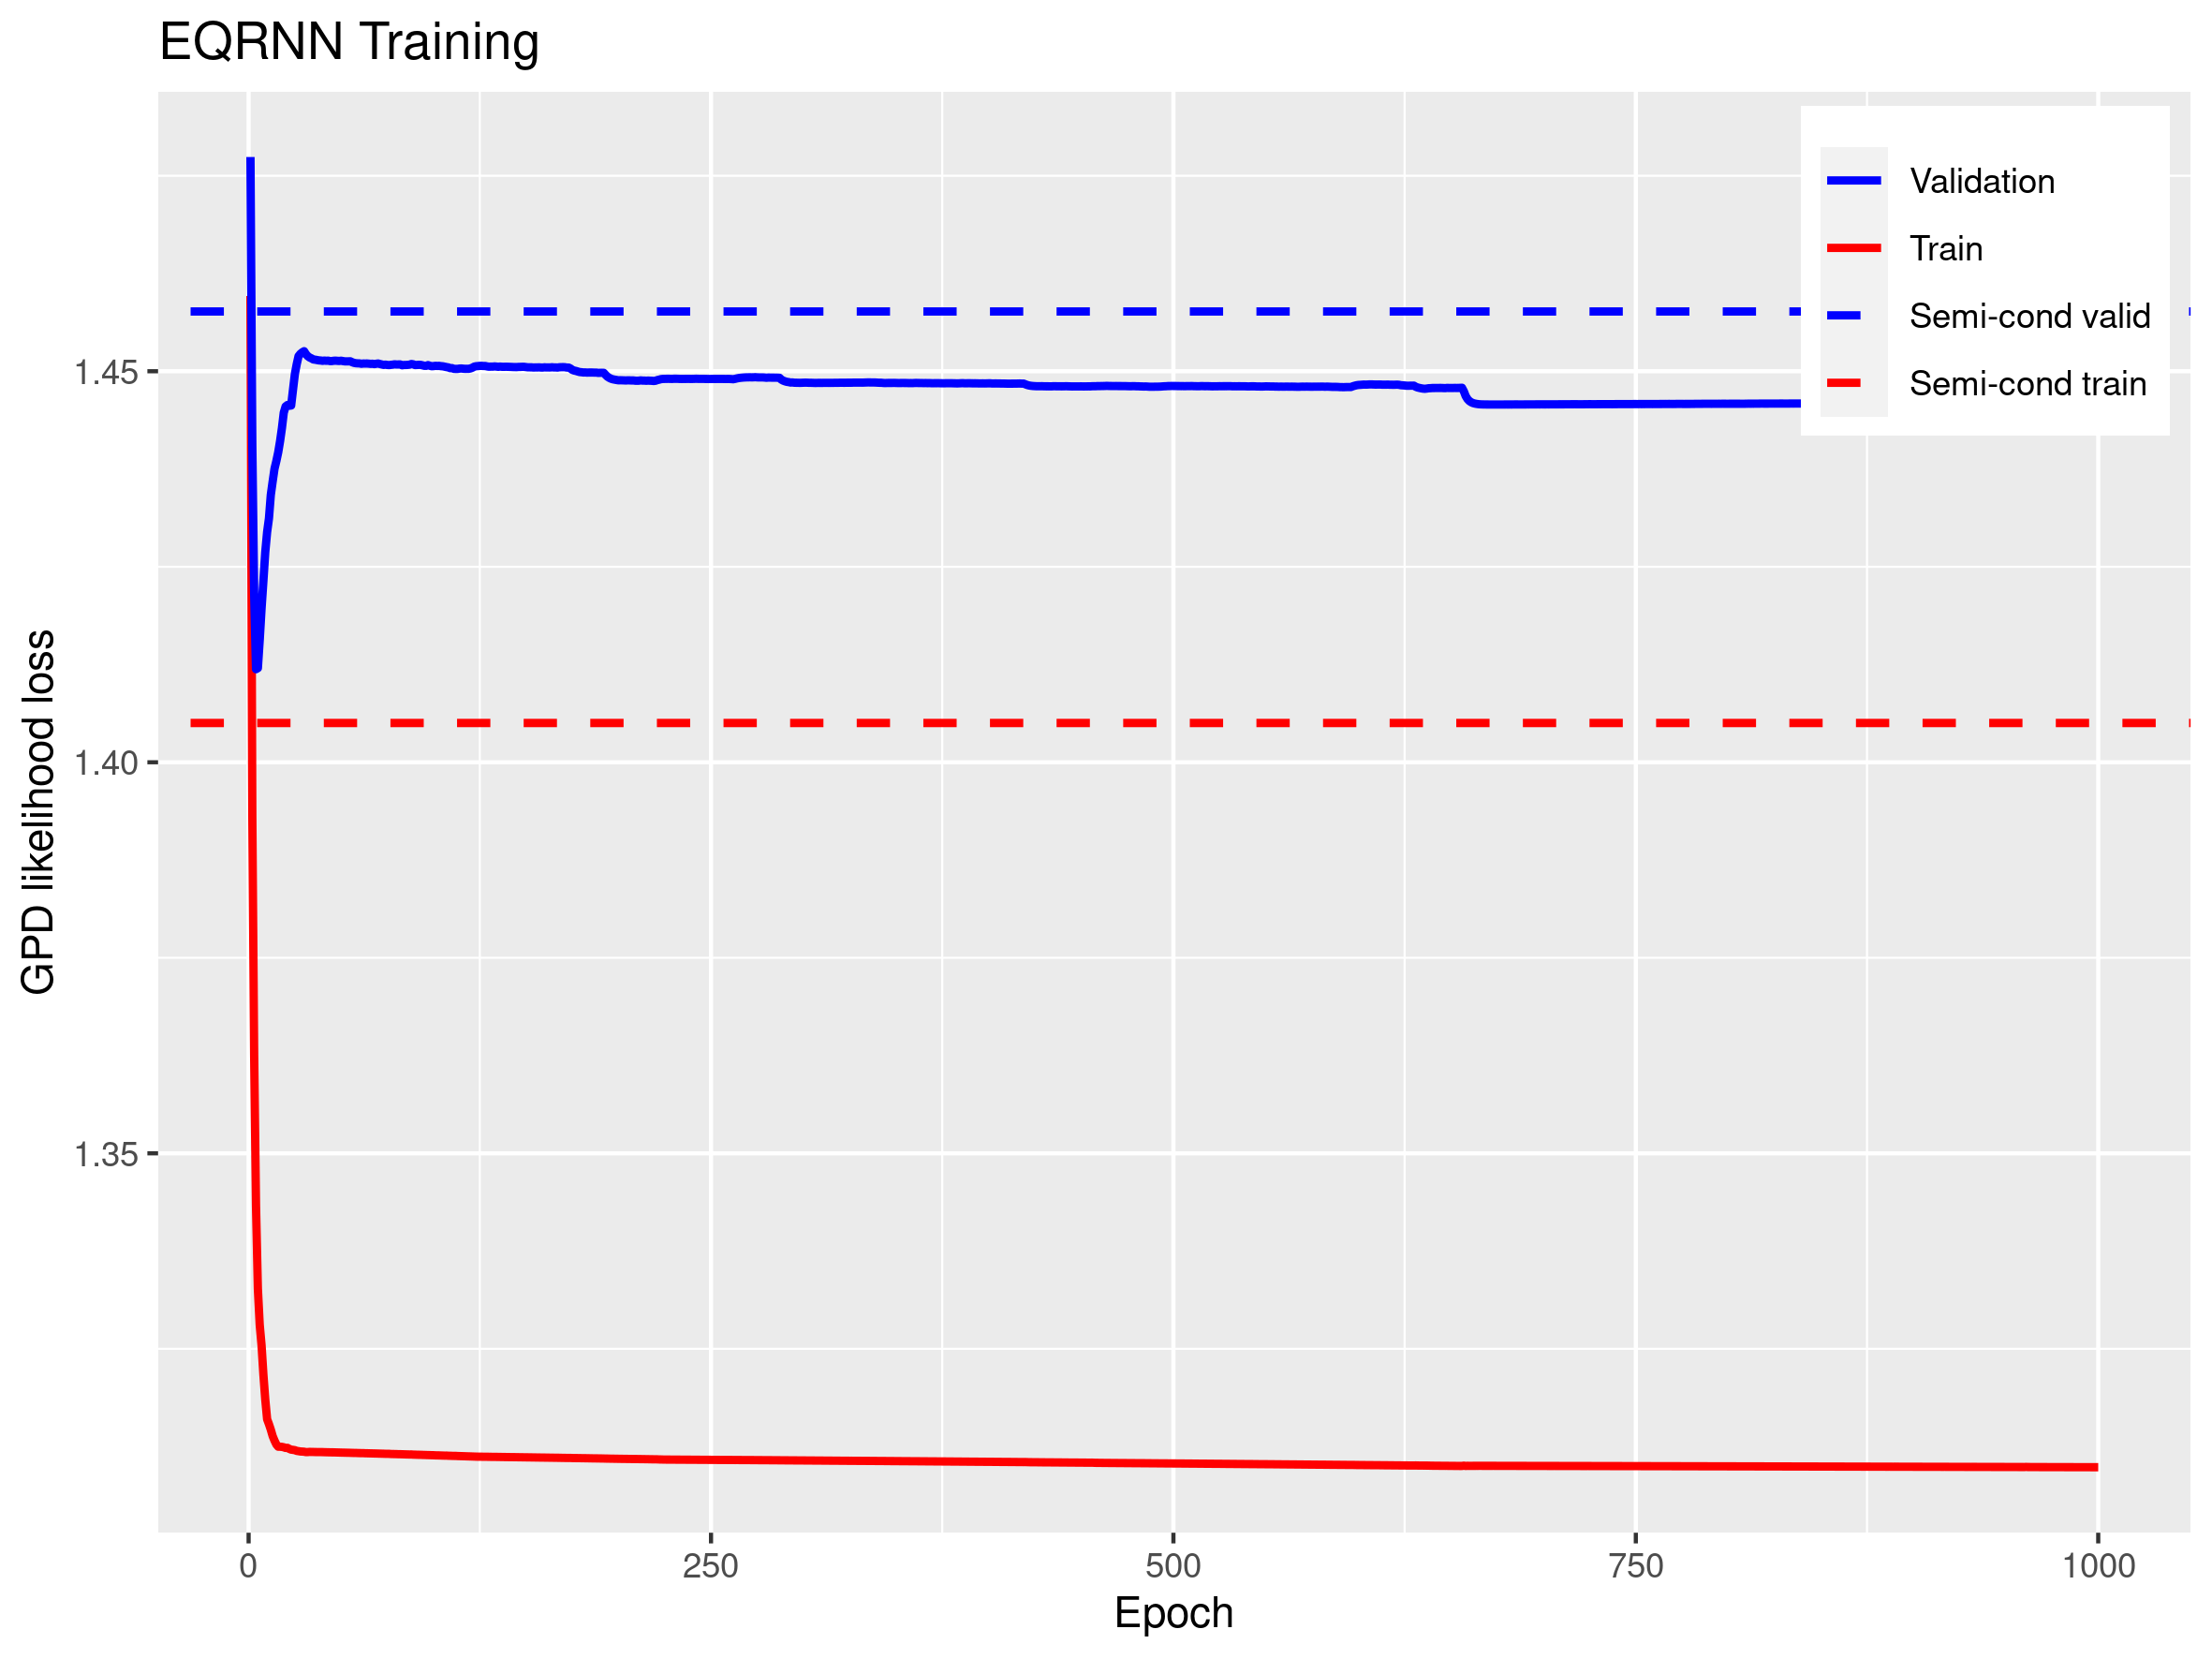 EQRNN Training
Validation
Train
Semi-cond valid
Semi-cond train
GPD likelihood loss
1.45
1.40
1.35
0 250 500 750 1000
Epoch